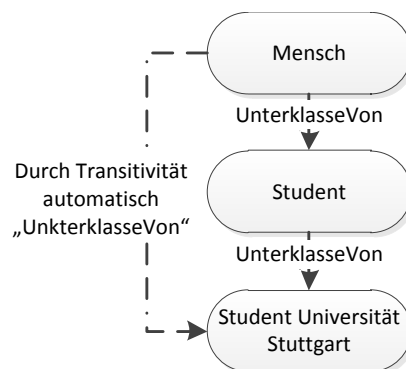 Mensch
UnterklasseVon
Durch Transitivität
automatisch
„UnkterklasseVon“
Student
UnterklasseVon
Student Universität
Stuttgart